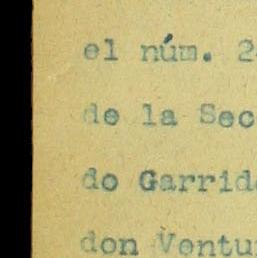 el núm. 2
de la Sec
do Garrid
don Ventu